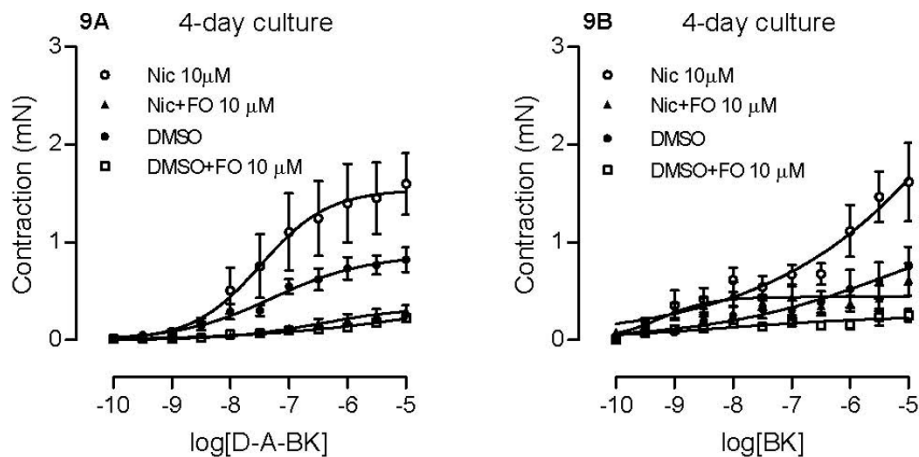 9A 4-day culture
3
2
1
0
Contraction (mN)
Nic 10μM
Nic+FO 10 μM
DMSO
DMSO+FO 10 μM
-10 -9 -8 -7 -6 -5
log[D-A-BK]
9B 4-day culture
3
2
1
0
Contraction (mN)
Nic 10μM
Nic+FO 10 μM
DMSO
DMSO+FO 10 μM
-10 -9 -8 -7 -6 -5
log[BK]